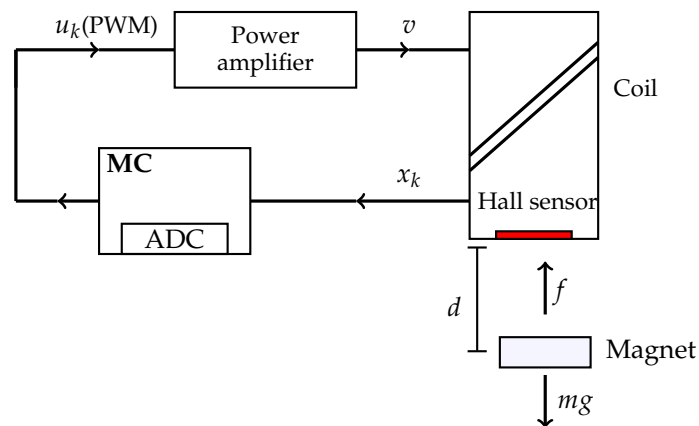 u_k(PWM)
Power
amplifier
v
Coil
MC
ADC
x_k
Hall sensor
d
f
Magnet
mg